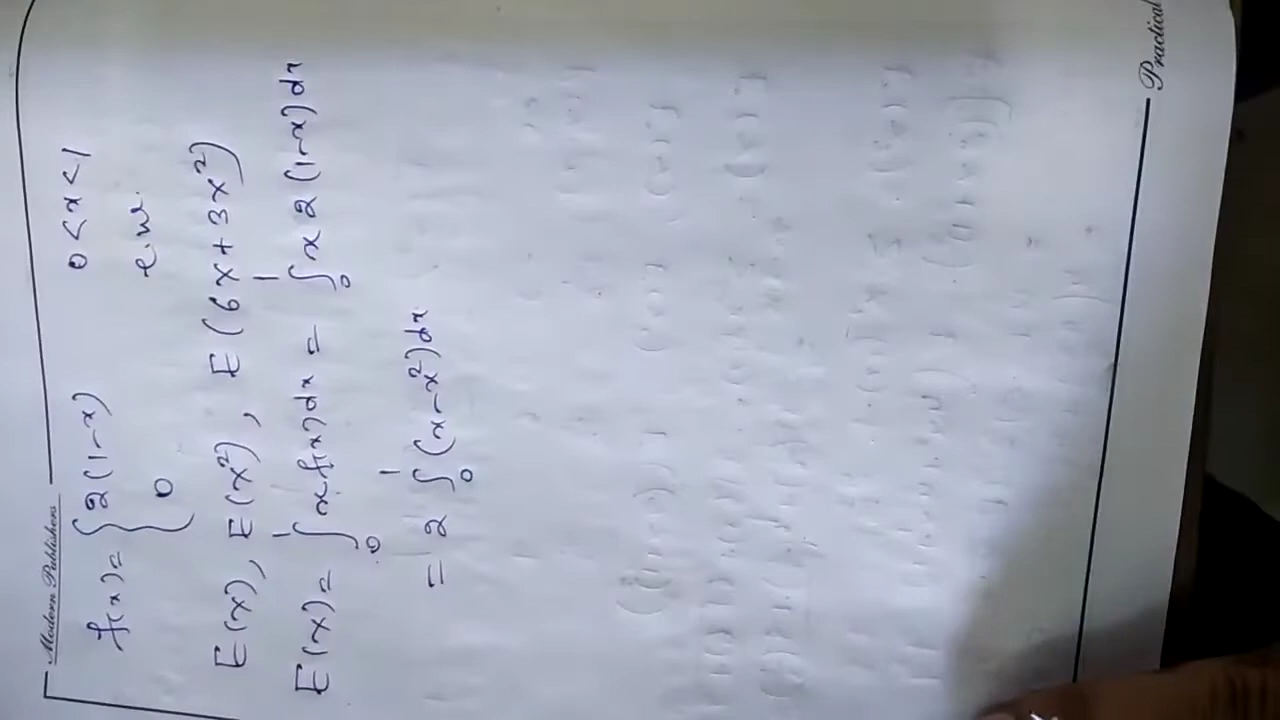 Modern Publishers
f(x) = { 2(1-x) 0<x<1
0 e.w.
E(X), E(X²), E(6X+3X²)
E(X) = ∫₀¹ x f(x) dx = ∫₀¹ x 2(1-x) dx
= 2 ∫₀¹ (x-x²) dx
Practical